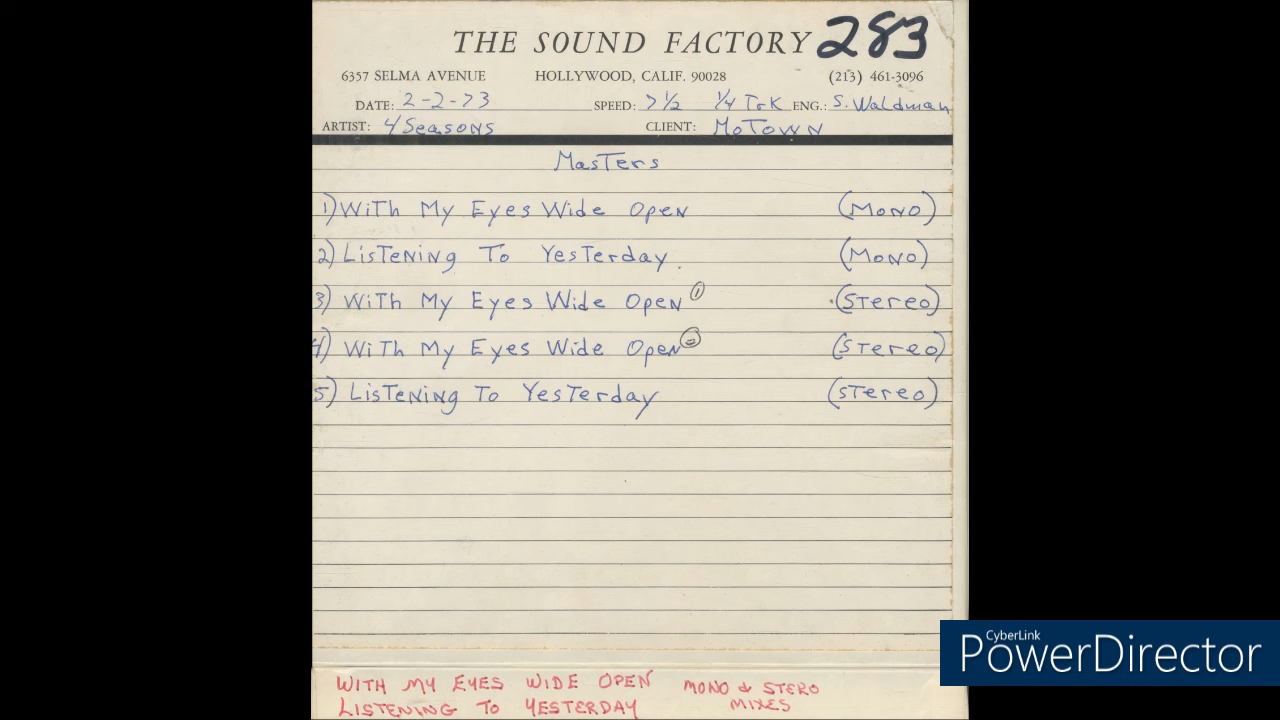 THE SOUND FACTORY 283
6357 SELMA AVENUE HOLLYWOOD, CALIF. 90028 (213) 461-3096
DATE: 2-2-73 SPEED: 7 1/2 1/4 TrK ENG.: S. Waldman
ARTIST: 4 Seasons CLIENT: MoTown
Masters
1) With My Eyes Wide Open (Mono)
2) Listening To Yesterday. (Mono)
3) With My Eyes Wide Open ① (Stereo)
4) With My Eyes Wide Open ② (Stereo)
5) Listening To Yesterday (Stereo)
WITH MY EYES WIDE OPEN MONO & STERO
LISTENING TO YESTERDAY MIXES
CyberLink
PowerDirector